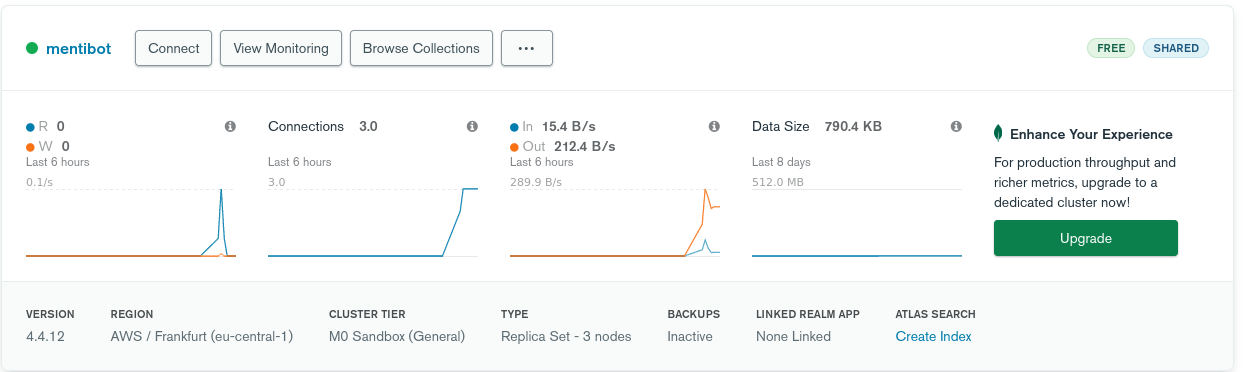 mentibot
Connect
View Monitoring
Browse Collections
...
FREE
SHARED
R 0
W 0
Last 6 hours
0.1/s
Connections 3.0
Last 6 hours
3.0
In 15.4 B/s
Out 212.4 B/s
Last 6 hours
289.9 B/s
Data Size 790.4 KB
Last 8 days
512.0 MB
Enhance Your Experience
For production throughput and
richer metrics, upgrade to a
dedicated cluster now!
Upgrade
VERSION
4.4.12
REGION
AWS / Frankfurt (eu-central-1)
CLUSTER TIER
M0 Sandbox (General)
TYPE
Replica Set - 3 nodes
BACKUPS
Inactive
LINKED REALM APP
None Linked
ATLAS SEARCH
Create Index